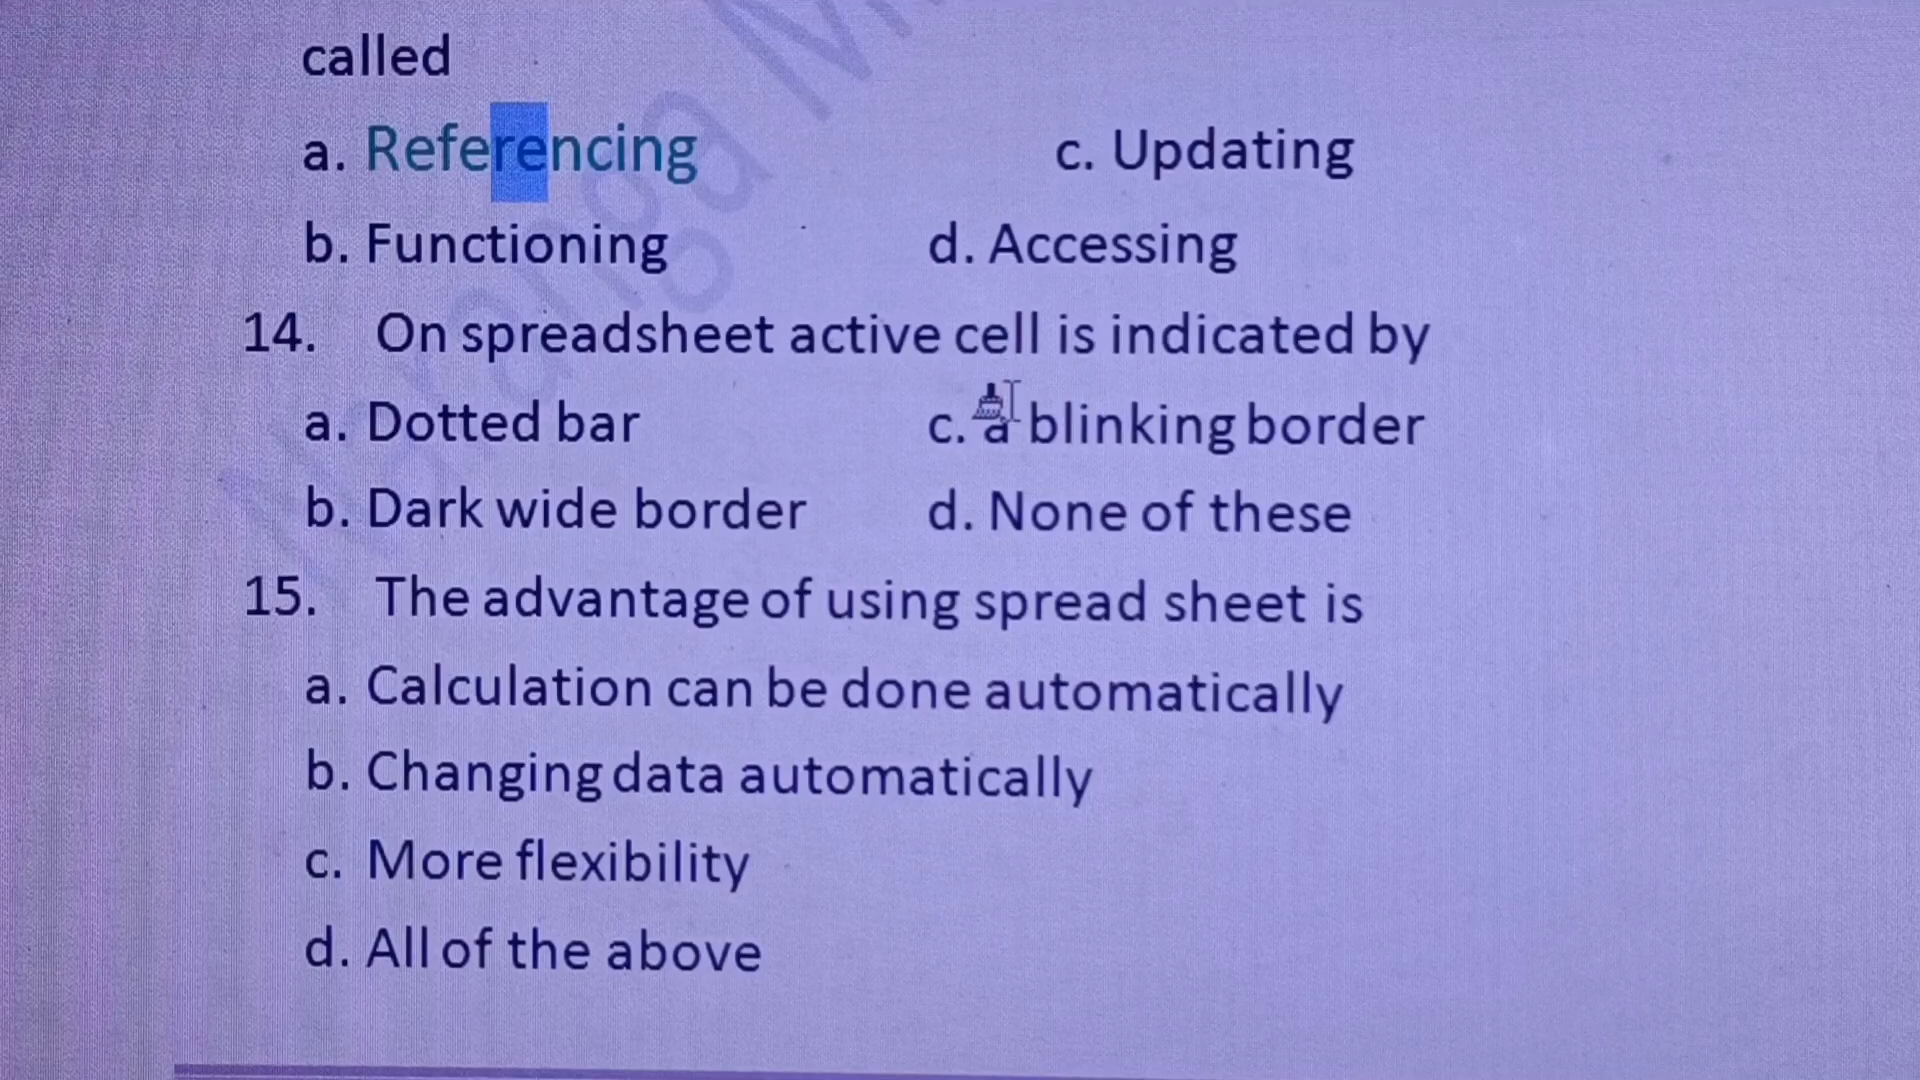 called
a. Referencing c. Updating
b. Functioning d. Accessing
14. On spreadsheet active cell is indicated by
a. Dotted bar c. a blinking border
b. Dark wide border d. None of these
15. The advantage of using spread sheet is
a. Calculation can be done automatically
b. Changing data automatically
c. More flexibility
d. All of the above